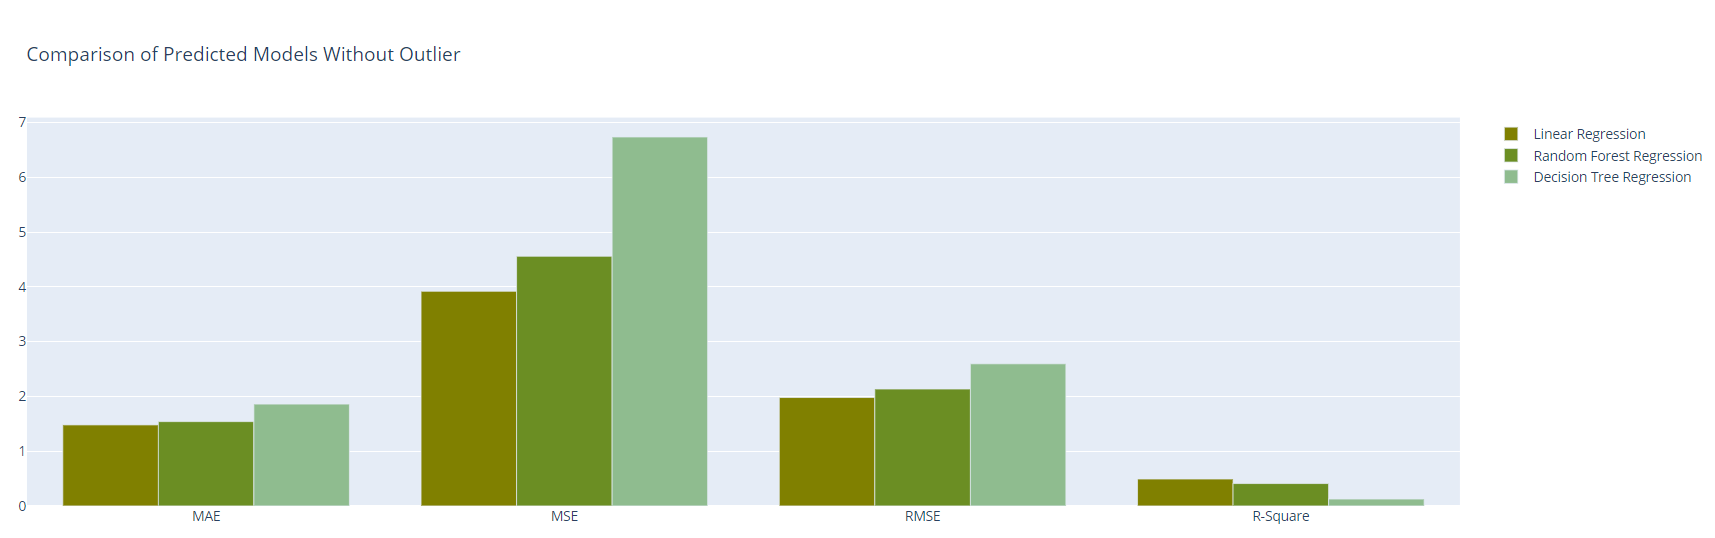 Comparison of Predicted Models Without Outlier
7
6
5
4
3
2
1
0
MAE
MSE
RMSE
R-Square
Linear Regression
Random Forest Regression
Decision Tree Regression